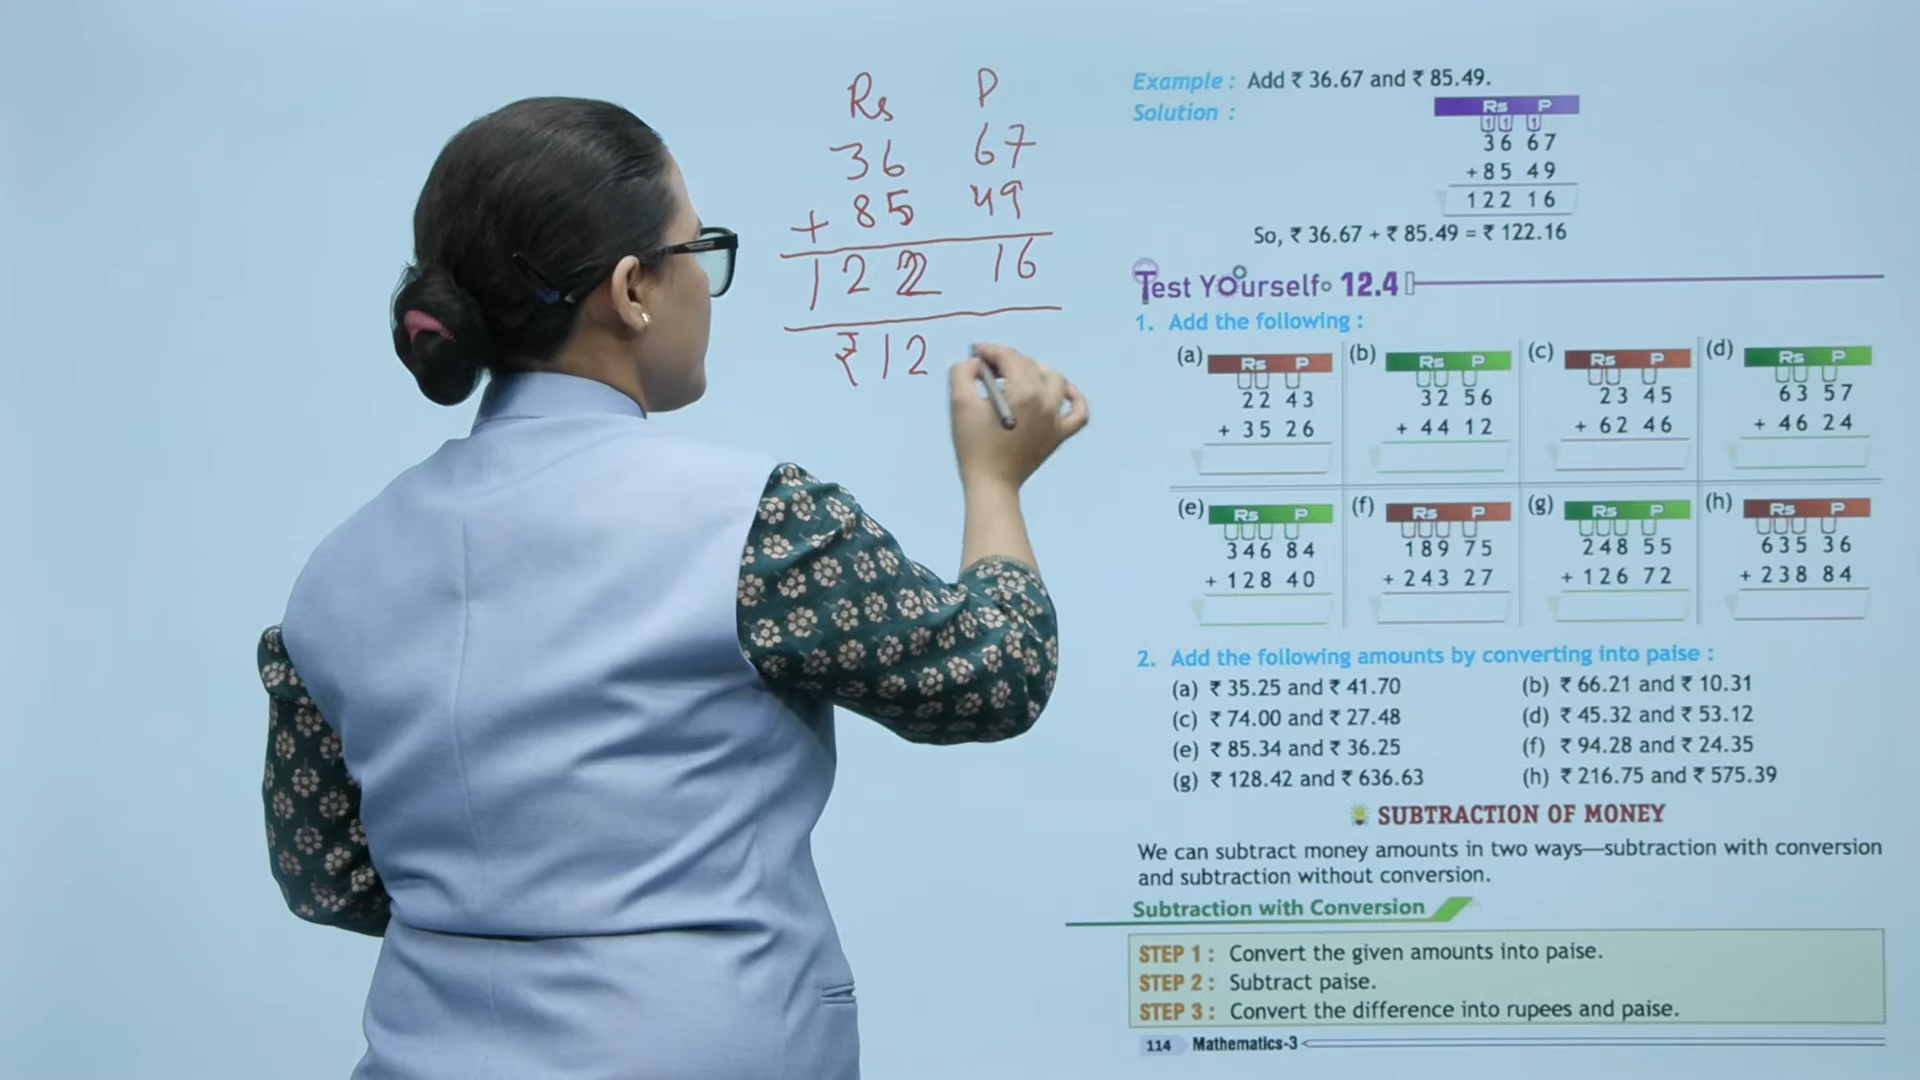 Rs P
36 67
+ 85 49
122 16
₹12
Example : Add ₹ 36.67 and ₹ 85.49.
Solution :
Rs P
1 1 1
36 67
+85 49
122 16
So, ₹ 36.67 + ₹ 85.49 = ₹ 122.16
Test Yourself 12.4
1. Add the following :
(a) Rs P
22 43
+ 35 26
(b) Rs P
32 56
+ 44 12
(c) Rs P
23 45
+ 62 46
(d) Rs P
63 57
+ 46 24
(e) Rs P
346 84
+ 128 40
(f) Rs P
189 75
+ 243 27
(g) Rs P
248 55
+ 126 72
(h) Rs P
635 36
+ 238 84
2. Add the following amounts by converting into paise :
(a) ₹ 35.25 and ₹ 41.70
(b) ₹ 66.21 and ₹ 10.31
(c) ₹ 74.00 and ₹ 27.48
(d) ₹ 45.32 and ₹ 53.12
(e) ₹ 85.34 and ₹ 36.25
(f) ₹ 94.28 and ₹ 24.35
(g) ₹ 128.42 and ₹ 636.63
(h) ₹ 216.75 and ₹ 575.39
SUBTRACTION OF MONEY
We can subtract money amounts in two ways—subtraction with conversion
and subtraction without conversion.
Subtraction with Conversion
STEP 1 : Convert the given amounts into paise.
STEP 2 : Subtract paise.
STEP 3 : Convert the difference into rupees and paise.
114 Mathematics-3